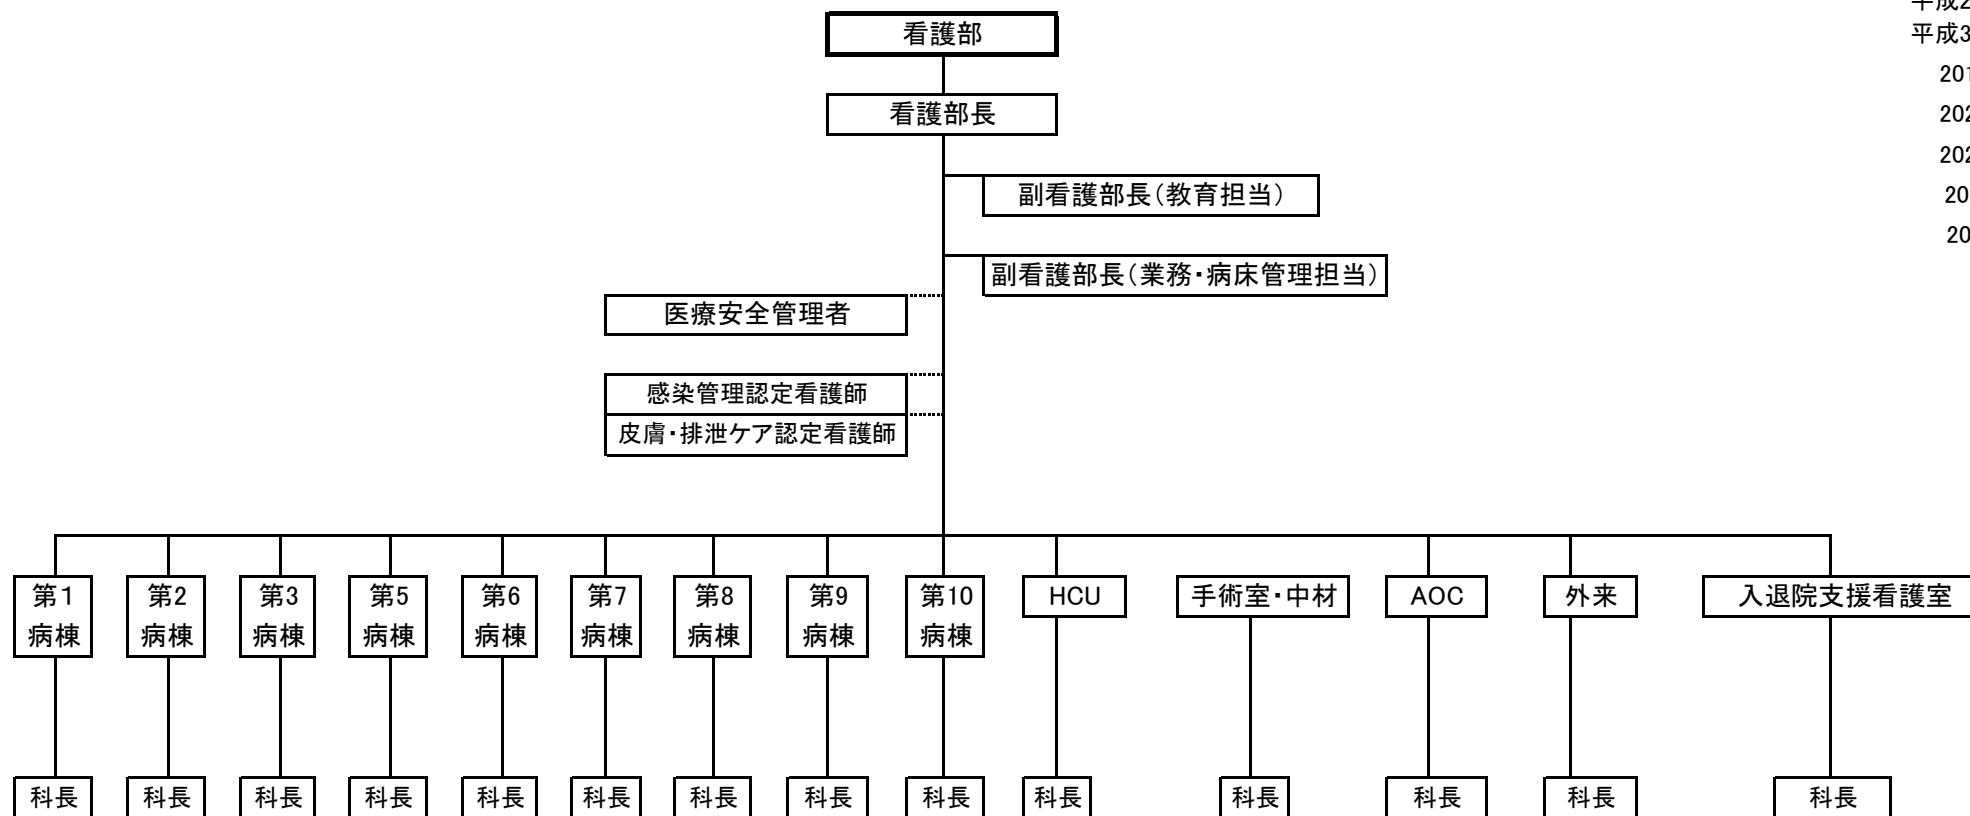 看護部
平成3
看護部長
副看護部長(教育担当)
副看護部長(業務・病床管理担当)
医療安全管理者
感染管理認定看護師
皮膚・排泄ケア認定看護師
第1
病棟
第2
病棟
第3
病棟
第5
病棟
第6
病棟
第7
病棟
第8
病棟
第9
病棟
第10
病棟
HCU
手術室・中材
AOC
外来
入退院支援看護室
科長
科長
科長
科長
科長
科長
科長
科長
科長
科長
科長
科長
科長
科長